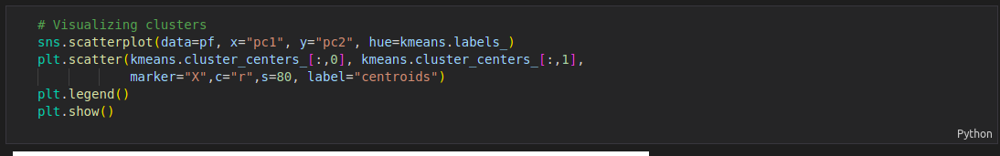 # Visualizing clusters
sns.scatterplot(data=pf, x="pc1", y="pc2", hue=kmeans.labels_)
plt.scatter(kmeans.cluster_centers_[:,0], kmeans.cluster_centers_[:,1],
            marker="X",c="r",s=80, label="centroids")
plt.legend()
plt.show()
Python